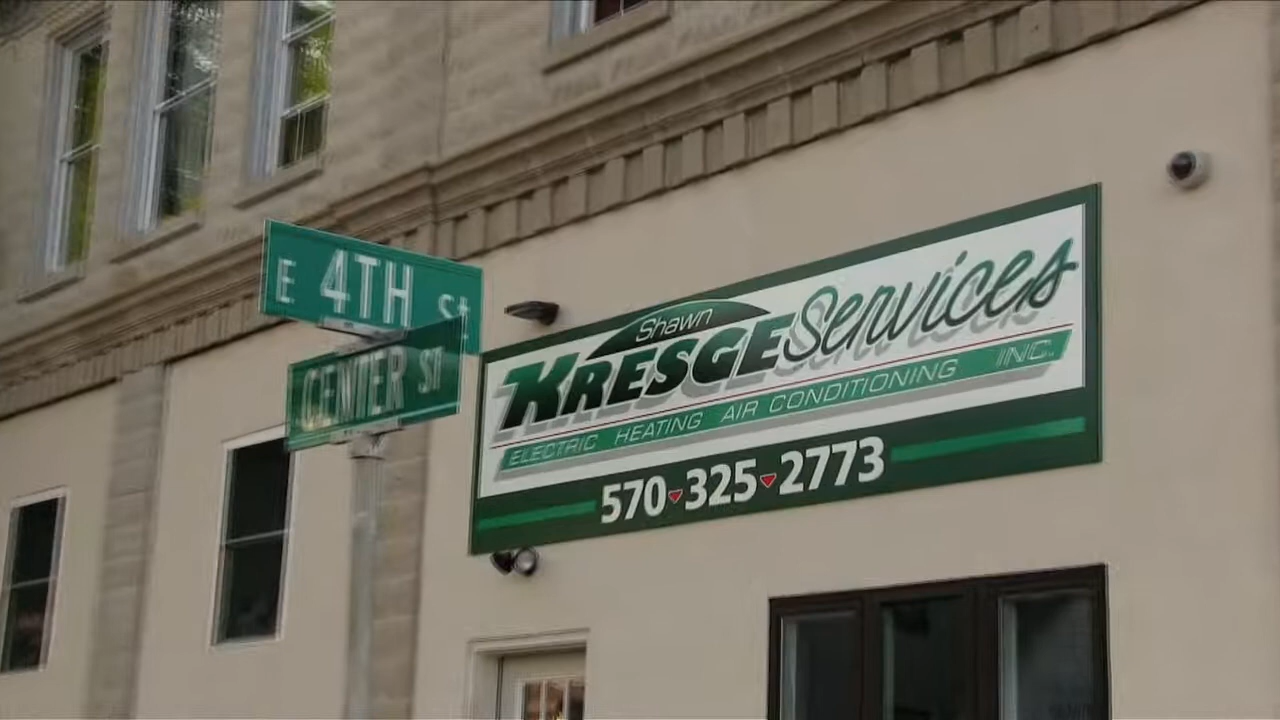 E 4TH St
CENTER ST
Shawn
KRESGE Services
ELECTRIC HEATING AIR CONDITIONING INC.
570 325 2773